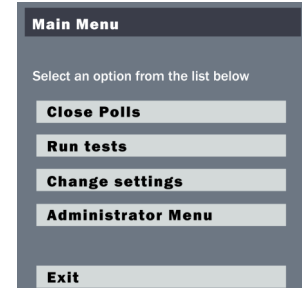 Main Menu
Select an option from the list below
Close Polls
Run tests
Change settings
Administrator Menu
Exit